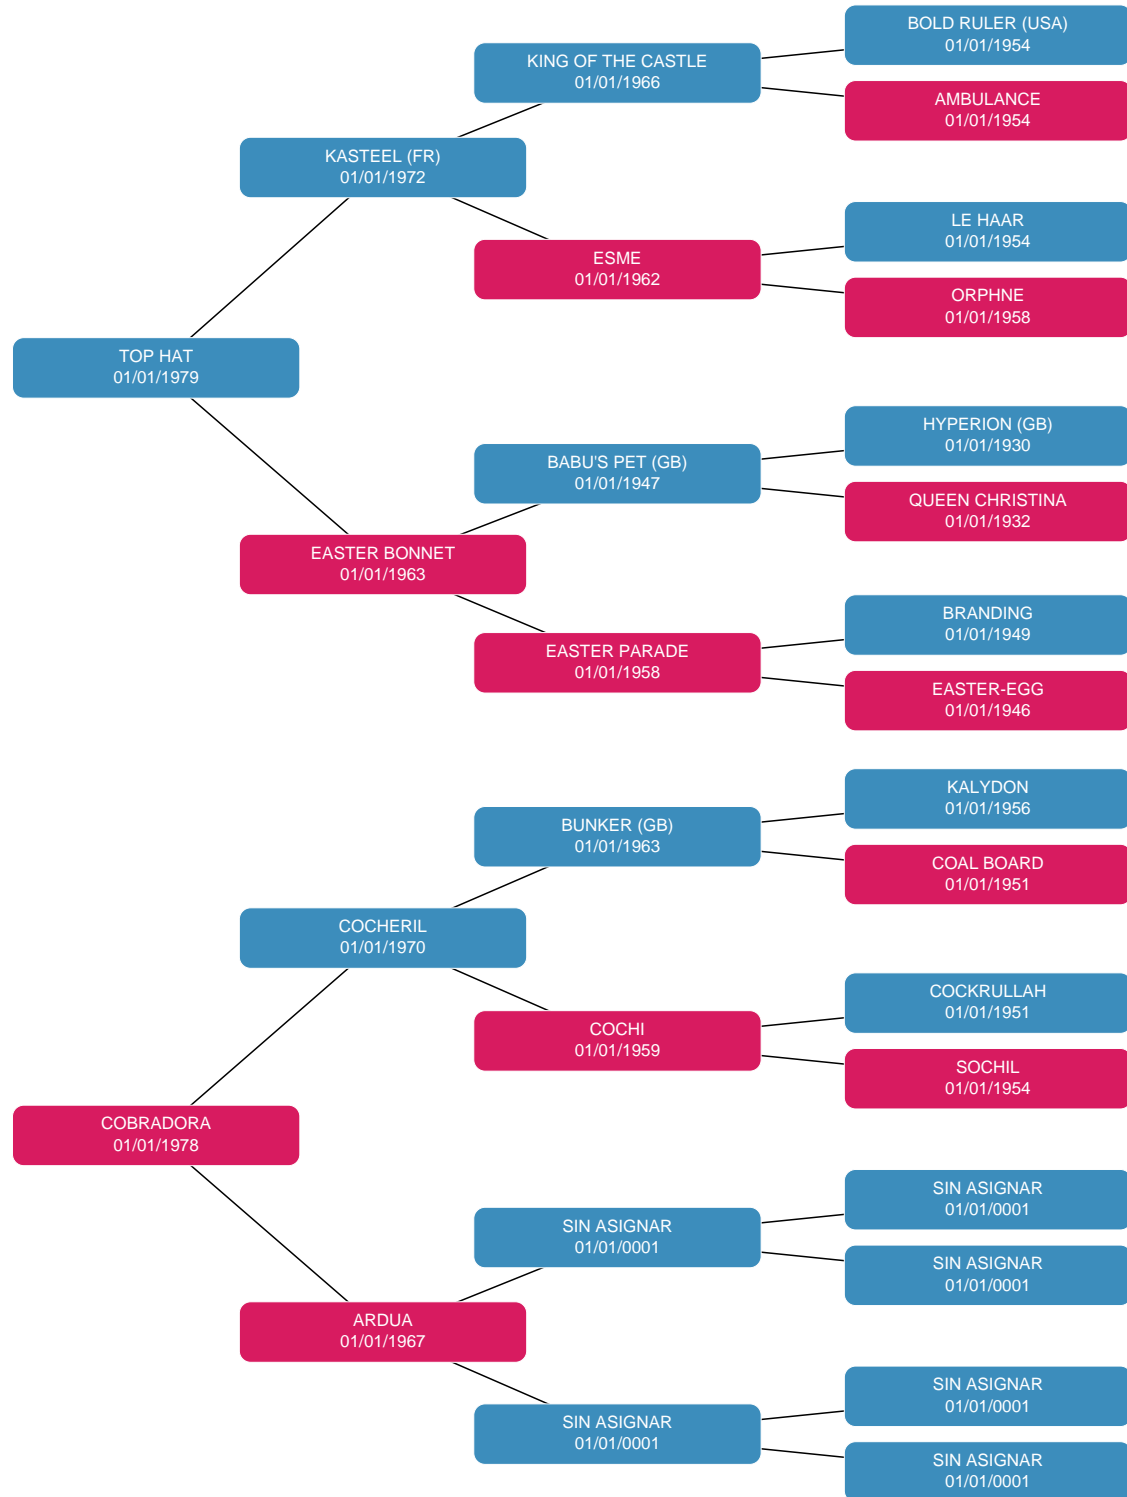 BOLD RULER (USA)
01/01/1954
KING OF THE CASTLE
01/01/1966
AMBULANCE
01/01/1954
KASTEEL (FR)
01/01/1972
LE HAAR
01/01/1954
ESME
01/01/1962
ORPHNE
01/01/1958
TOP HAT
01/01/1979
HYPERION (GB)
01/01/1930
BABU'S PET (GB)
01/01/1947
QUEEN CHRISTINA
01/01/1932
EASTER BONNET
01/01/1963
BRANDING
01/01/1949
EASTER PARADE
01/01/1958
EASTER-EGG
01/01/1946
KALYDON
01/01/1956
BUNKER (GB)
01/01/1963
COAL BOARD
01/01/1951
COCHERIL
01/01/1970
COCKRULLAH
01/01/1951
COCHI
01/01/1959
SOCHIL
01/01/1954
COBRADORA
01/01/1978
SIN ASIGNAR
01/01/0001
SIN ASIGNAR
01/01/0001
SIN ASIGNAR
01/01/0001
ARDUA
01/01/1967
SIN ASIGNAR
01/01/0001
SIN ASIGNAR
01/01/0001
SIN ASIGNAR
01/01/0001